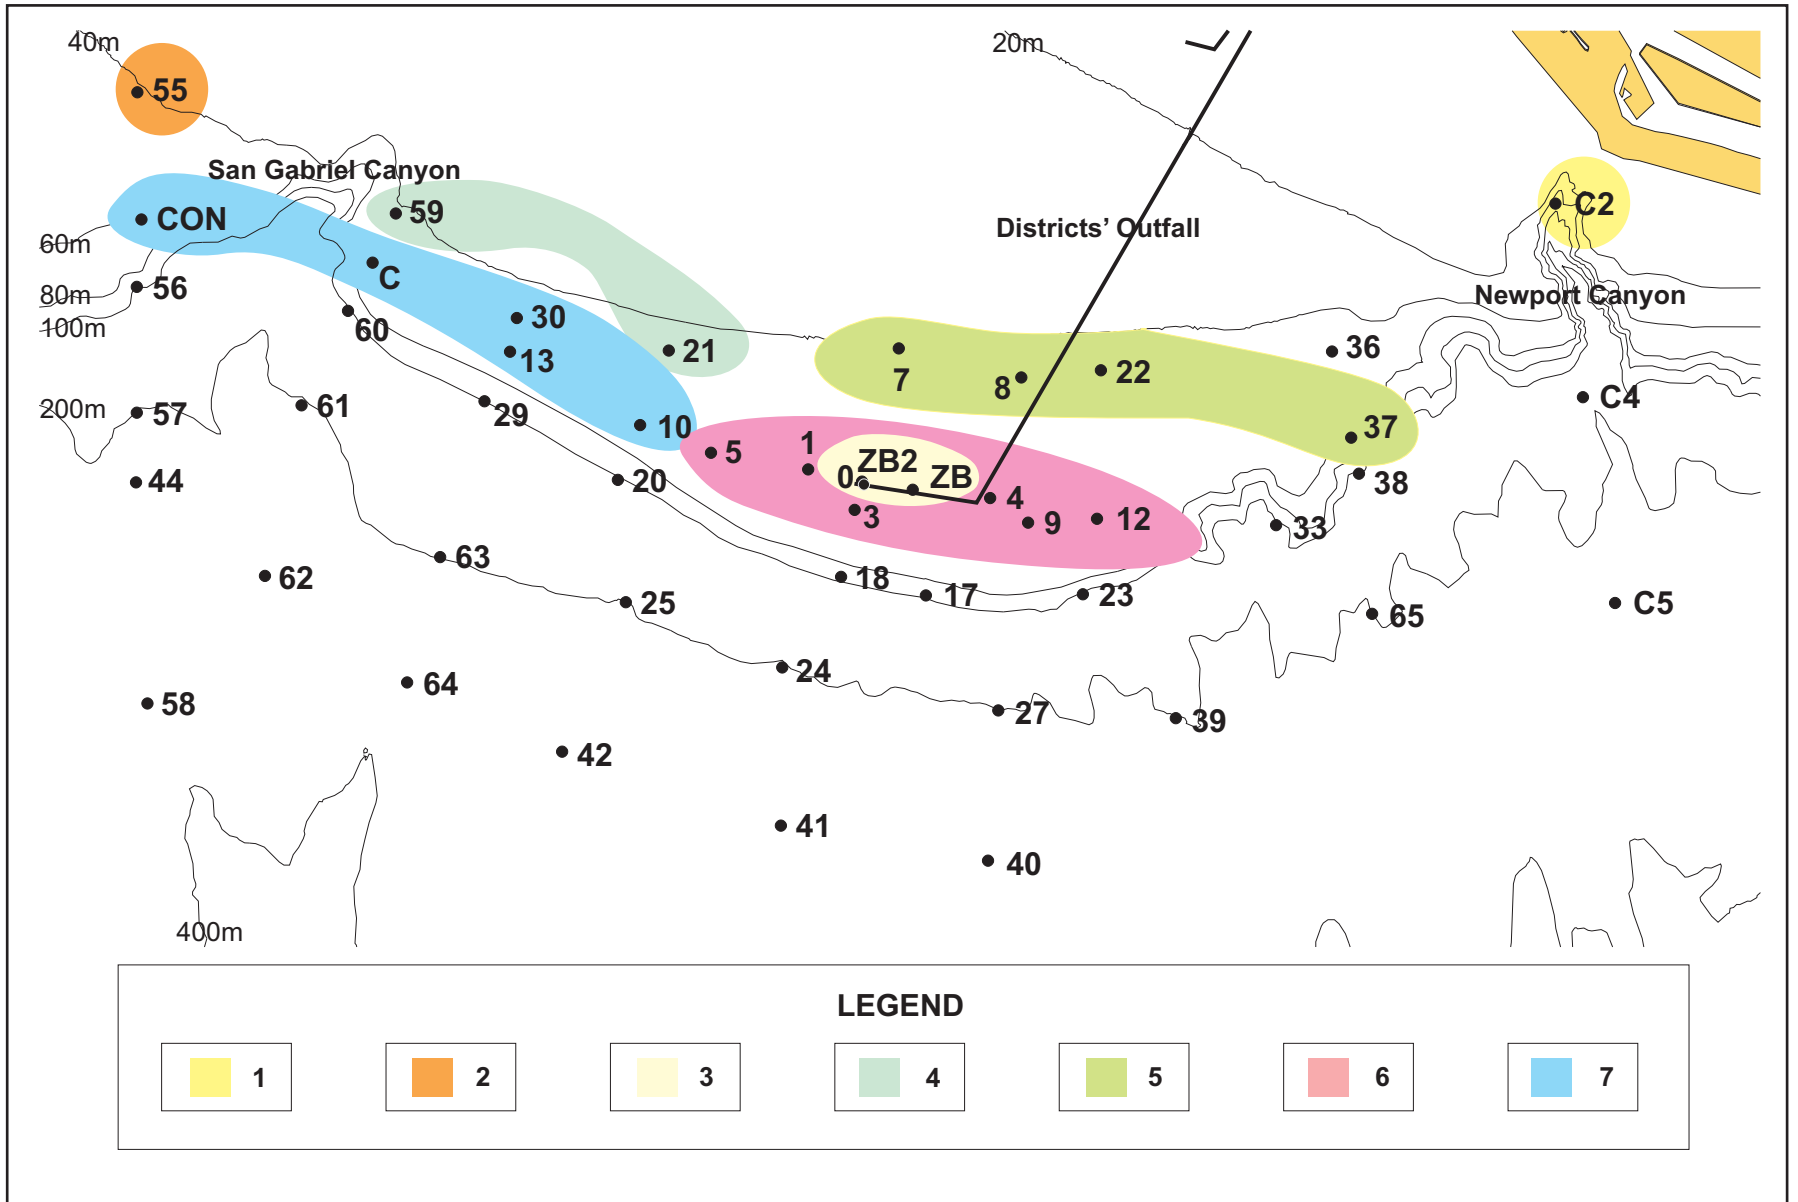 40m
20m
55
San Gabriel Canyon
C2
59
CON
Districts’ Outfall
60m
C
56
80m
Newport Canyon
30
100m
60
13
21
36
7
8
22
C4
200m
57
61
29
10
37
5
1
ZB2
ZB
0
44
20
4
38
3
9
12
33
63
62
18
17
23
25
C5
65
24
64
58
27
39
42
41
40
400m
LEGEND
1
2
3
4
5
6
7